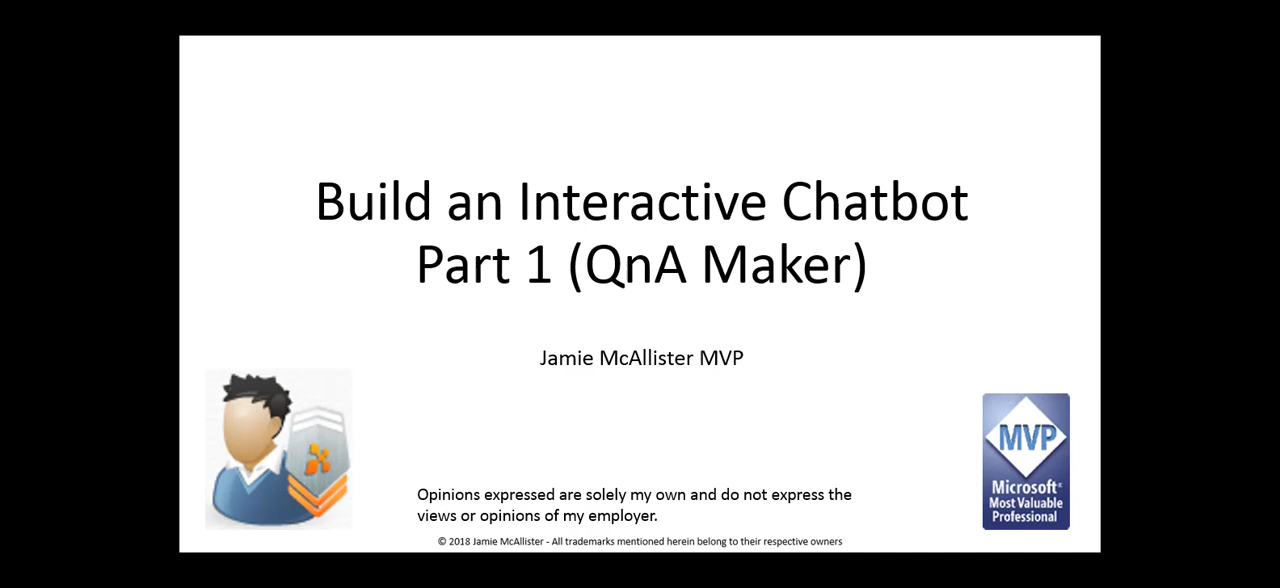 Build an Interactive Chatbot
Part 1 (QnA Maker)
Jamie McAllister MVP
MVP
Microsoft®
Most Valuable
Professional
Opinions expressed are solely my own and do not express the
views or opinions of my employer.
© 2018 Jamie McAllister - All trademarks mentioned herein belong to their respective owners